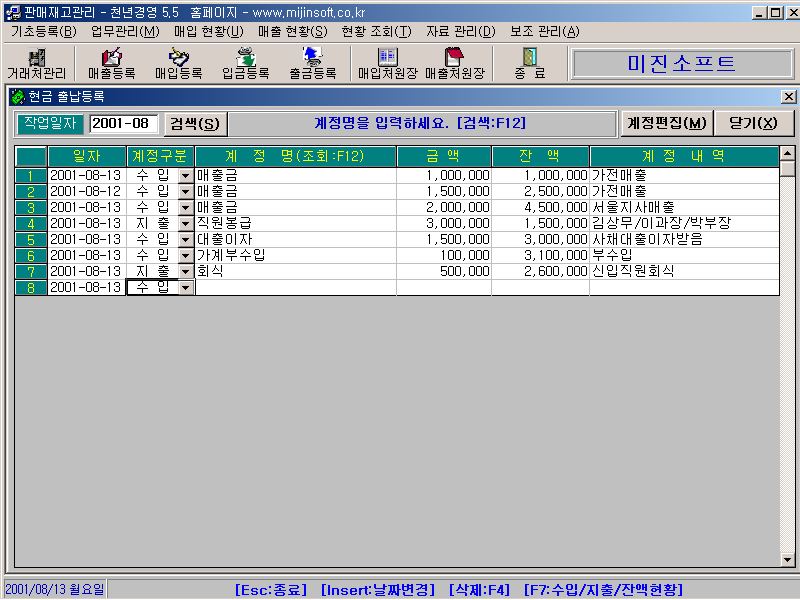 판매재고관리 - 천년경영 5.5 홈페이지 - www.mijinsoft.co.kr
기초등록(B) 업무관리(M) 매입 현황(U) 매출 현황(S) 현황 조회(T) 자료 관리(D) 보조 관리(A)
거래처관리 매출등록 매입등록 입금등록 출금등록 매입처원장 매출처원장 종 료 미진소프트
현금 출납등록
작업일자 2001-08 검색(S) 계정명을 입력하세요. [검색:F12] 계정편집(M) 닫기(X)
일자 계정구분 계 정 명(조회:F12) 금 액 잔 액 계 정 내 역
1 2001-08-13 수 입 매출금 1,000,000 1,000,000 가전매출
2 2001-08-12 수 입 매출금 1,500,000 2,500,000 가전매출
3 2001-08-13 수 입 매출금 2,000,000 4,500,000 서울지사매출
4 2001-08-13 지 출 직원봉급 3,000,000 1,500,000 김상무/이과장/박부장
5 2001-08-13 수 입 대출이자 1,500,000 3,000,000 사채대출이자받음
6 2001-08-13 수 입 가계부수입 100,000 3,100,000 부수입
7 2001-08-13 지 출 회식 500,000 2,600,000 신입직원회식
8 2001-08-13 수 입
2001/08/13 월요일 [Esc:종료] [Insert:날짜변경] [삭제:F4] [F7:수입/지출/잔액현황]